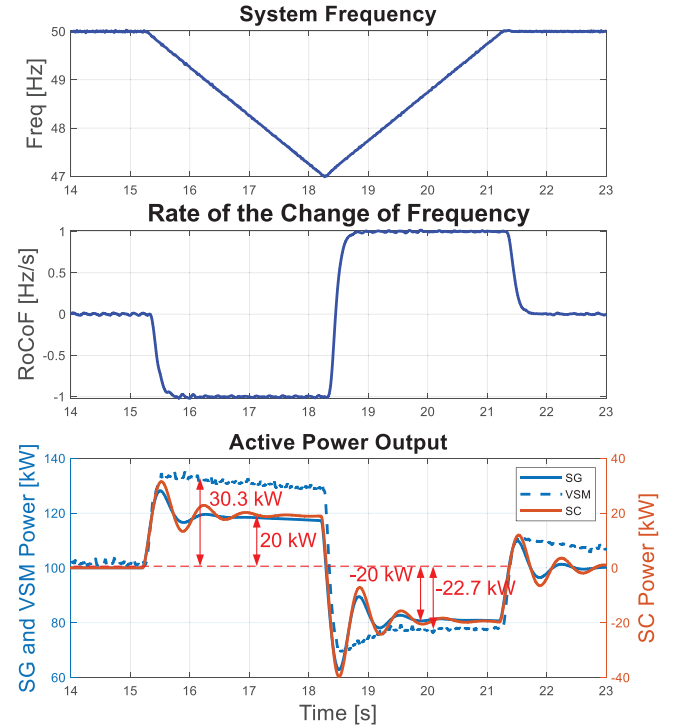 System Frequency
Freq [Hz]
50
49
48
47
14 15 16 17 18 19 20 21 22 23
Rate of the Change of Frequency
RoCoF [Hz/s]
1
0.5
0
-0.5
-1
14 15 16 17 18 19 20 21 22 23
Active Power Output
SG and VSM Power [kW]
140
120
100
80
60
SG
VSM
SC
30.3 kW
20 kW
-20 kW
-22.7 kW
40
20
0
-20
-40
SC Power [kW]
14 15 16 17 18 19 20 21 22 23
Time [s]